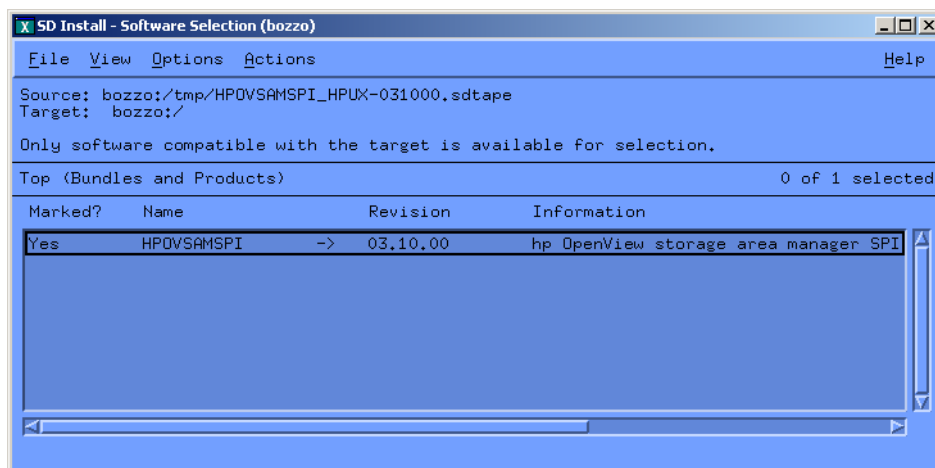 SD Install - Software Selection (bozzo)
File View Options Actions Help
Source: bozzo:/tmp/HPOVSAMSPI_HPUX-031000.sdtape
Target: bozzo:/
Only software compatible with the target is available for selection.
Top (Bundles and Products) 0 of 1 selected
Marked? Name Revision Information
Yes HPOVSAMSPI -> 03.10.00 hp OpenView storage area manager SPI